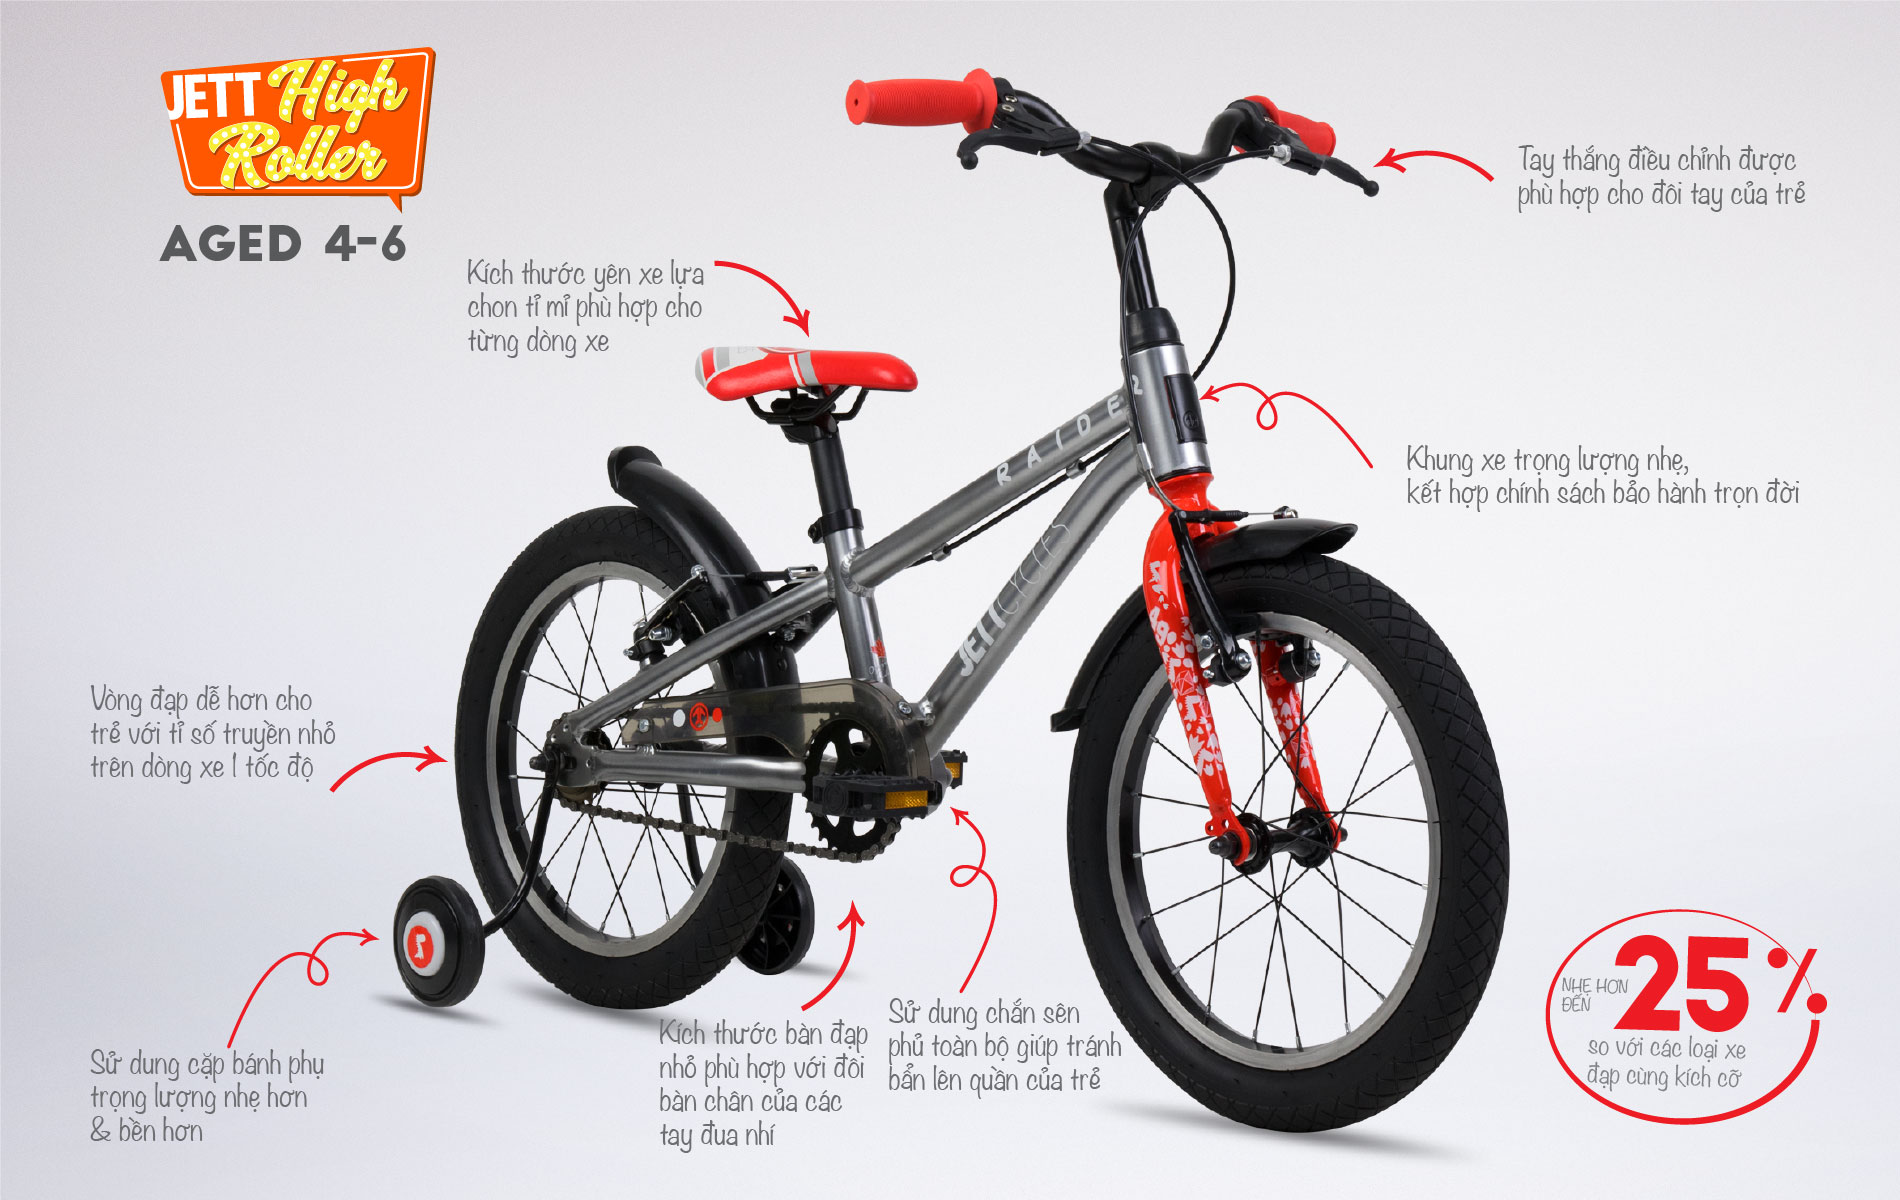 JETT High
Roller
AGED 4-6
Tay thắng điều chỉnh được
phù hợp cho đôi tay của trẻ
Kích thước yên xe lựa
chon tỉ mỉ phù hợp cho
từng dòng xe
RAIDER
JETTCYCLES
Khung xe trọng lượng nhẹ,
kết hợp chính sách bảo hành trọn đời
Vòng đạp dễ hơn cho
trẻ với tỉ số truyền nhỏ
trên dòng xe 1 tốc độ
Sử dung cặp bánh phụ
trọng lượng nhẹ hơn
& bền hơn
Kích thước bàn đạp
nhỏ phù hợp với đôi
bàn chân của các
tay đua nhí
Sử dung chắn sên
phủ toàn bộ giúp tránh
bẩn lên quần của trẻ
NHẸ HƠN
ĐẾN
25%
so với các loại xe
đạp cùng kích cỡ